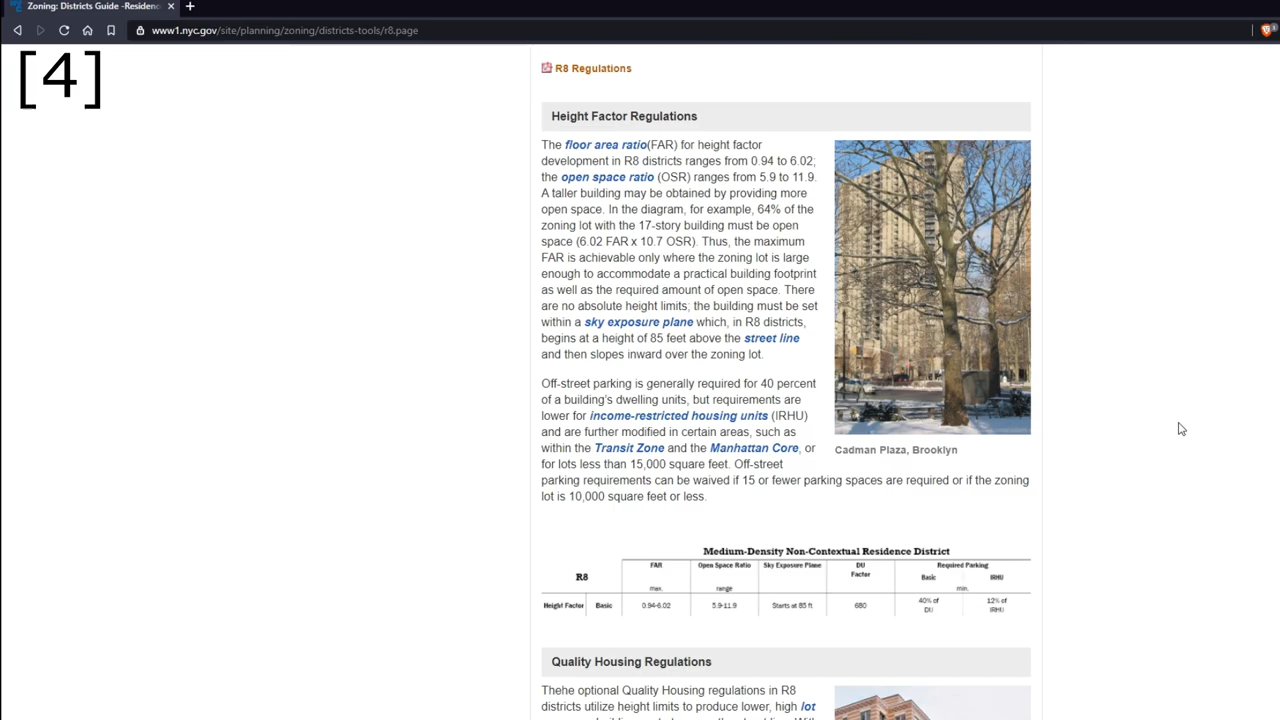 Zoning: Districts Guide -Residenc
www1.nyc.gov/site/planning/zoning/districts-tools/r8.page
[4]
R8 Regulations
Height Factor Regulations
The floor area ratio(FAR) for height factor
development in R8 districts ranges from 0.94 to 6.02;
the open space ratio (OSR) ranges from 5.9 to 11.9.
A taller building may be obtained by providing more
open space. In the diagram, for example, 64% of the
zoning lot with the 17-story building must be open
space (6.02 FAR x 10.7 OSR). Thus, the maximum
FAR is achievable only where the zoning lot is large
enough to accommodate a practical building footprint
as well as the required amount of open space. There
are no absolute height limits; the building must be set
within a sky exposure plane which, in R8 districts,
begins at a height of 85 feet above the street line
and then slopes inward over the zoning lot.
Off-street parking is generally required for 40 percent
of a building's dwelling units, but requirements are
lower for income-restricted housing units (IRHU)
and are further modified in certain areas, such as
within the Transit Zone and the Manhattan Core, or
for lots less than 15,000 square feet. Off-street
parking requirements can be waived if 15 or fewer parking spaces are required or if the zoning
lot is 10,000 square feet or less.
Cadman Plaza, Brooklyn
Medium-Density Non-Contextual Residence District
R8
FAR Open Space Ratio Sky Exposure Plane DU Factor Required Parking
Basic IRHU
max. range min.
Height Factor Basic 0.94-6.02 5.9-11.9 Starts at 85 ft 680 40% of DU 12% of IRHU
Quality Housing Regulations
Thehe optional Quality Housing regulations in R8
districts utilize height limits to produce lower, high lot